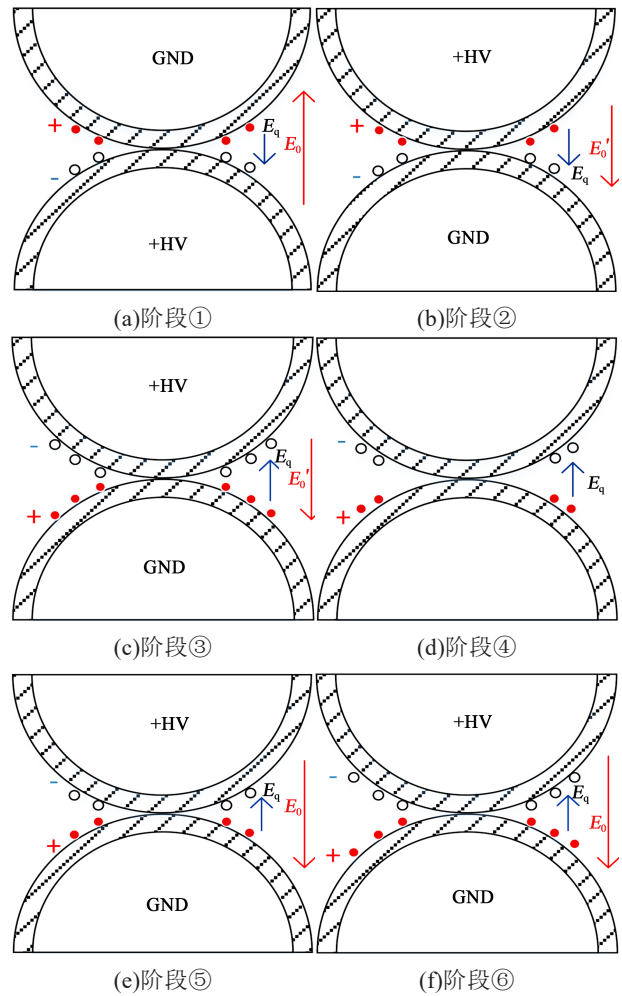 GND
+ E_q E_0
-
+HV
(a)阶段①
+HV
+ E_0'
- E_q
GND
(b)阶段②
+HV
- E_q E_0'
+
GND
(c)阶段③
-
+ E_q
(d)阶段④
+HV
- E_q E_0
+
GND
(e)阶段⑤
+HV
- E_q E_0
+
GND
(f)阶段⑥